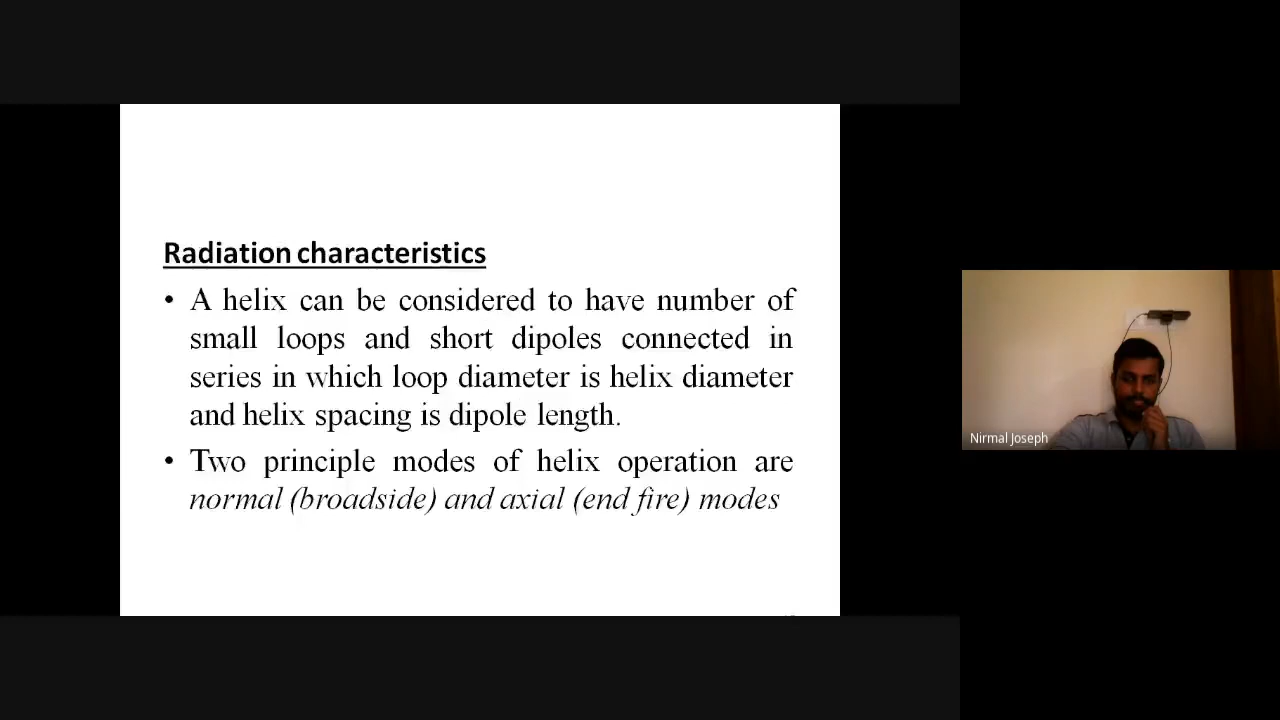 Radiation characteristics
• A helix can be considered to have number of
small loops and short dipoles connected in
series in which loop diameter is helix diameter
and helix spacing is dipole length.
• Two principle modes of helix operation are
normal (broadside) and axial (end fire) modes
Nirmal Joseph